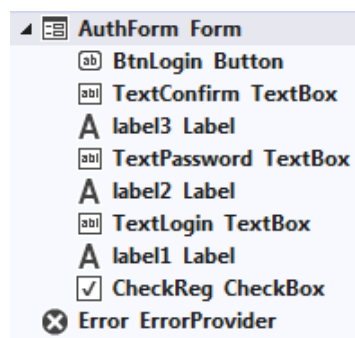 AuthForm Form
BtnLogin Button
TextConfirm TextBox
label3 Label
TextPassword TextBox
label2 Label
TextLogin TextBox
label1 Label
CheckReg CheckBox
Error ErrorProvider